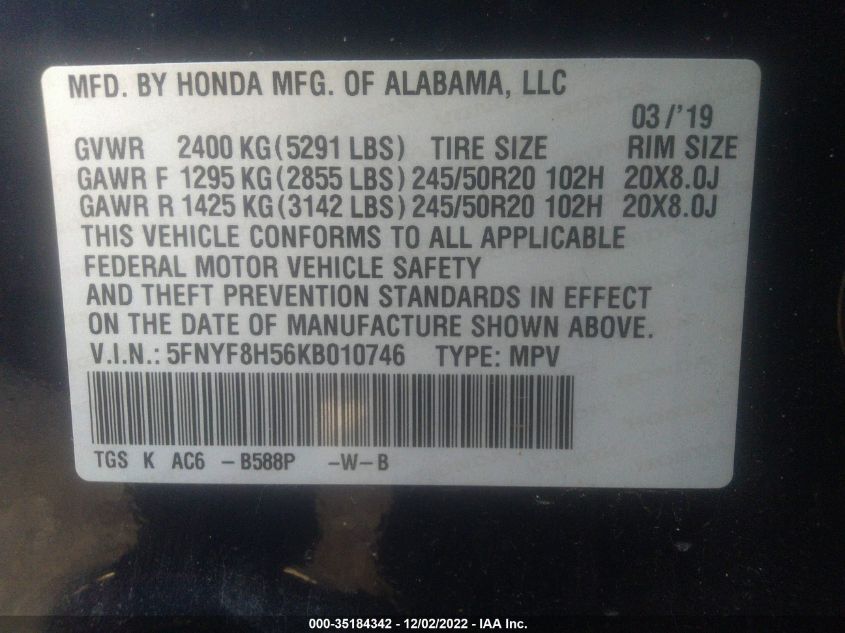 MFD. BY HONDA MFG. OF ALABAMA, LLC
03/'19
GVWR 2400 KG(5291 LBS) TIRE SIZE RIM SIZE
GAWR F 1295 KG(2855 LBS) 245/50R20 102H 20X8.0J
GAWR R 1425 KG(3142 LBS) 245/50R20 102H 20X8.0J
THIS VEHICLE CONFORMS TO ALL APPLICABLE
FEDERAL MOTOR VEHICLE SAFETY
AND THEFT PREVENTION STANDARDS IN EFFECT
ON THE DATE OF MANUFACTURE SHOWN ABOVE.
V.I.N.: 5FNYF8H56KB010746 TYPE: MPV
TGS K AC6 -B588P -W-B
000-35184342 - 12/02/2022 - IAA Inc.